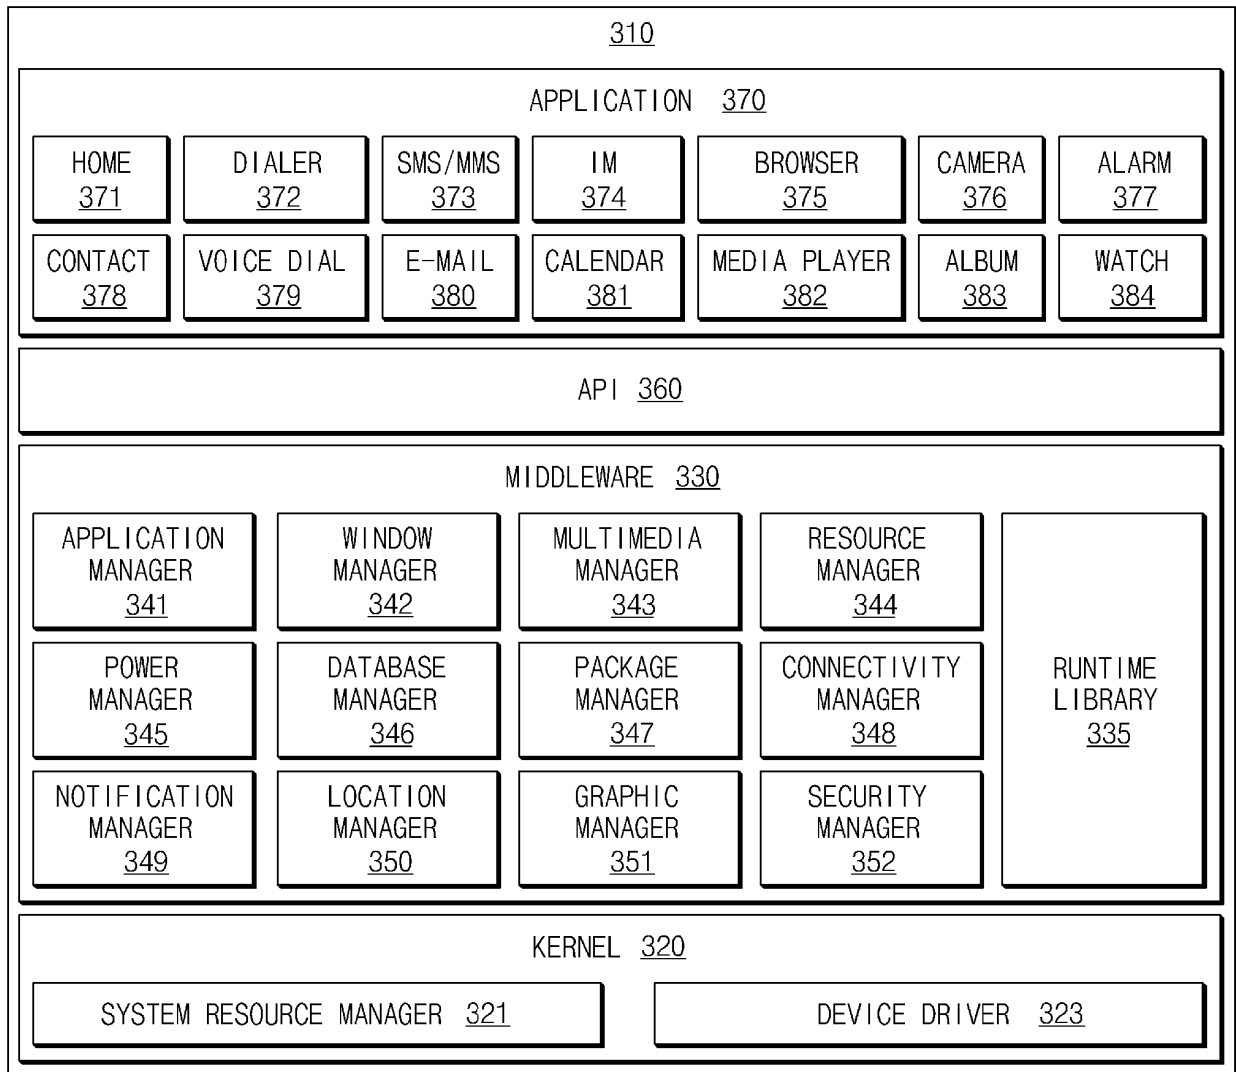 310
APPLICATION 370
HOME
371
DIALER
372
SMS/MMS
373
IM
374
BROWSER
375
CAMERA
376
ALARM
377
CONTACT
378
VOICE DIAL
379
E-MAIL
380
CALENDAR
381
MEDIA PLAYER
382
ALBUM
383
WATCH
384
API 360
MIDDLEWARE 330
APPLICATION
MANAGER
341
WINDOW
MANAGER
342
MULTIMEDIA
MANAGER
343
RESOURCE
MANAGER
344
POWER
MANAGER
345
DATABASE
MANAGER
346
PACKAGE
MANAGER
347
CONNECTIVITY
MANAGER
348
NOTIFICATION
MANAGER
349
LOCATION
MANAGER
350
GRAPHIC
MANAGER
351
SECURITY
MANAGER
352
RUNTIME
LIBRARY
335
KERNEL 320
SYSTEM RESOURCE MANAGER 321
DEVICE DRIVER 323